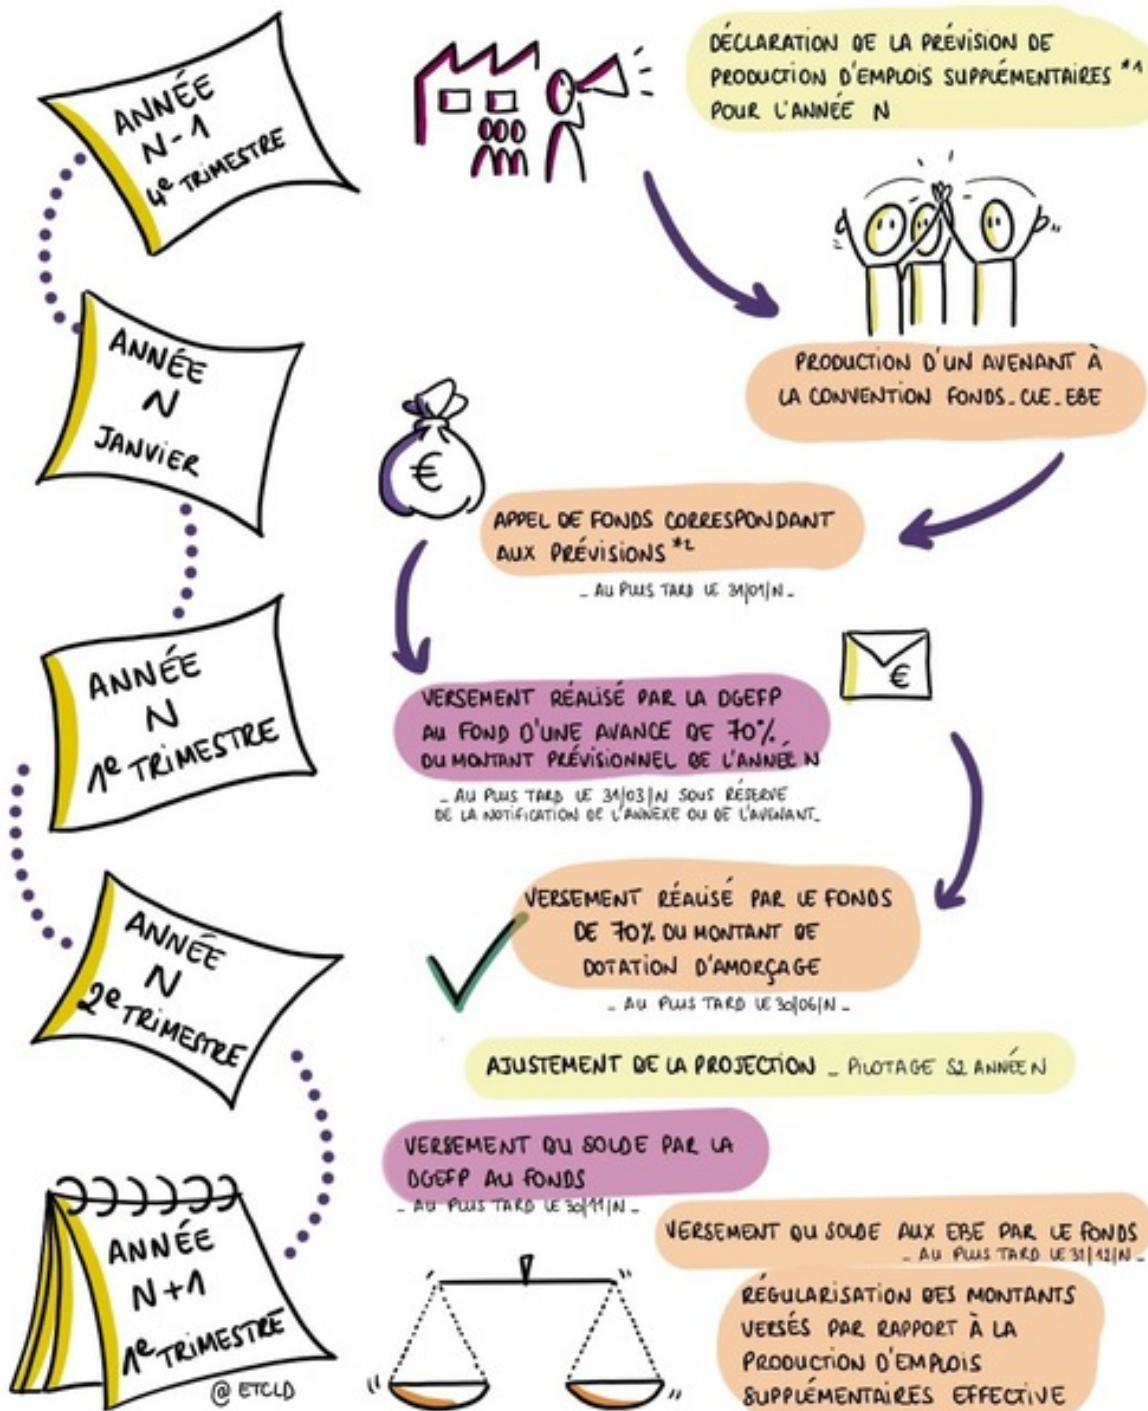 ANNÉE
N-1
4e TRIMESTRE
DÉCLARATION DE LA PRÉVISION DE
PRODUCTION D'EMPLOIS SUPPLÉMENTAIRES *1
POUR L'ANNÉE N
PRODUCTION D'UN AVENANT À
LA CONVENTION FONDS_CLE_EBE
ANNÉE
N
JANVIER
€
APPEL DE FONDS CORRESPONDANT
AUX PRÉVISIONS *2
_ AU PLUS TARD LE 31/01/N _
ANNÉE
N
1e TRIMESTRE
€
VERSEMENT RÉALISÉ PAR LA DGEFP
AU FOND D'UNE AVANCE DE 70%
DU MONTANT PRÉVISIONNEL DE L'ANNÉE N
_ AU PLUS TARD LE 31/03/N SOUS RÉSERVE
DE LA NOTIFICATION DE L'ANNEXE OU DE L'AVENANT_
ANNÉE
N
2e TRIMESTRE
VERSEMENT RÉALISÉ PAR LE FONDS
DE 70% DU MONTANT DE
DOTATION D'AMORÇAGE
_ AU PLUS TARD LE 30/06/N _
AJUSTEMENT DE LA PROJECTION _ PILOTAGE S2 ANNÉE N
VERSEMENT DU SOLDE PAR LA
DGEFP AU FONDS
_ AU PLUS TARD LE 30/11/N _
VERSEMENT DU SOLDE AUX EBE PAR LE FONDS
_ AU PLUS TARD LE 31/12/N _
ANNÉE
N+1
1e TRIMESTRE
@ ETCLD
RÉGULARISATION DES MONTANTS
VERSÉS PAR RAPPORT À LA
PRODUCTION D'EMPLOIS
SUPPLÉMENTAIRES EFFECTIVE